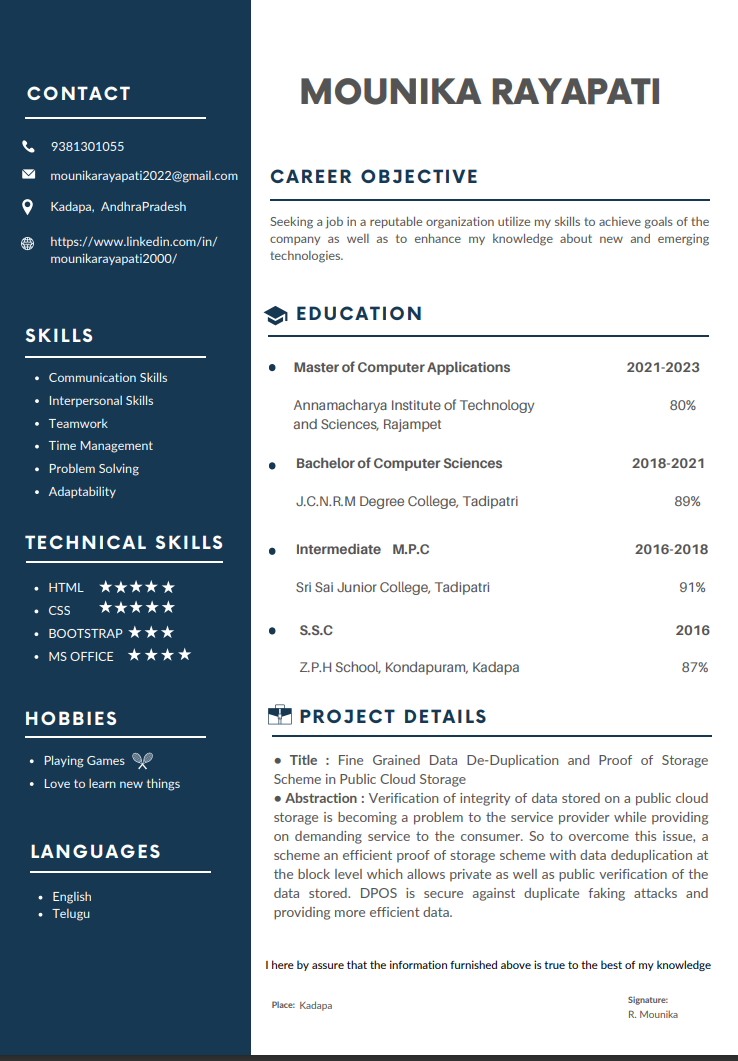 CONTACT
9381301055
mounikarayapati2022@gmail.com
Kadapa, AndhraPradesh
https://www.linkedin.com/in/
mounikarayapati2000/
SKILLS
• Communication Skills
• Interpersonal Skills
• Teamwork
• Time Management
• Problem Solving
• Adaptability
TECHNICAL SKILLS
• HTML ★★★★★
• CSS ★★★★★
• BOOTSTRAP ★★★
• MS OFFICE ★★★★
HOBBIES
• Playing Games
• Love to learn new things
LANGUAGES
• English
• Telugu
MOUNIKA RAYAPATI
CAREER OBJECTIVE
Seeking a job in a reputable organization utilize my skills to achieve goals of the
company as well as to enhance my knowledge about new and emerging
technologies.
EDUCATION
• Master of Computer Applications 2021-2023
Annamacharya Institute of Technology 80%
and Sciences, Rajampet
• Bachelor of Computer Sciences 2018-2021
J.C.N.R.M Degree College, Tadipatri 89%
• Intermediate M.P.C 2016-2018
Sri Sai Junior College, Tadipatri 91%
• S.S.C 2016
Z.P.H School, Kondapuram, Kadapa 87%
PROJECT DETAILS
● Title : Fine Grained Data De-Duplication and Proof of Storage
Scheme in Public Cloud Storage
● Abstraction : Verification of integrity of data stored on a public cloud
storage is becoming a problem to the service provider while providing
on demanding service to the consumer. So to overcome this issue, a
scheme an efficient proof of storage scheme with data deduplication at
the block level which allows private as well as public verification of the
data stored. DPOS is secure against duplicate faking attacks and
providing more efficient data.
I here by assure that the information furnished above is true to the best of my knowledge
Place: Kadapa
Signature:
R. Mounika